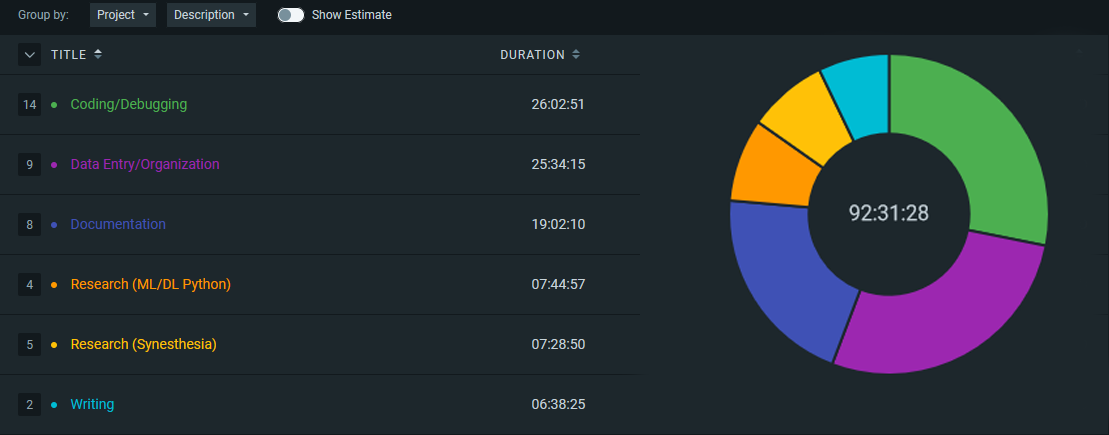 Group by: Project Description Show Estimate
TITLE DURATION
14 Coding/Debugging 26:02:51
9 Data Entry/Organization 25:34:15
8 Documentation 19:02:10
4 Research (ML/DL Python) 07:44:57
5 Research (Synesthesia) 07:28:50
2 Writing 06:38:25
92:31:28